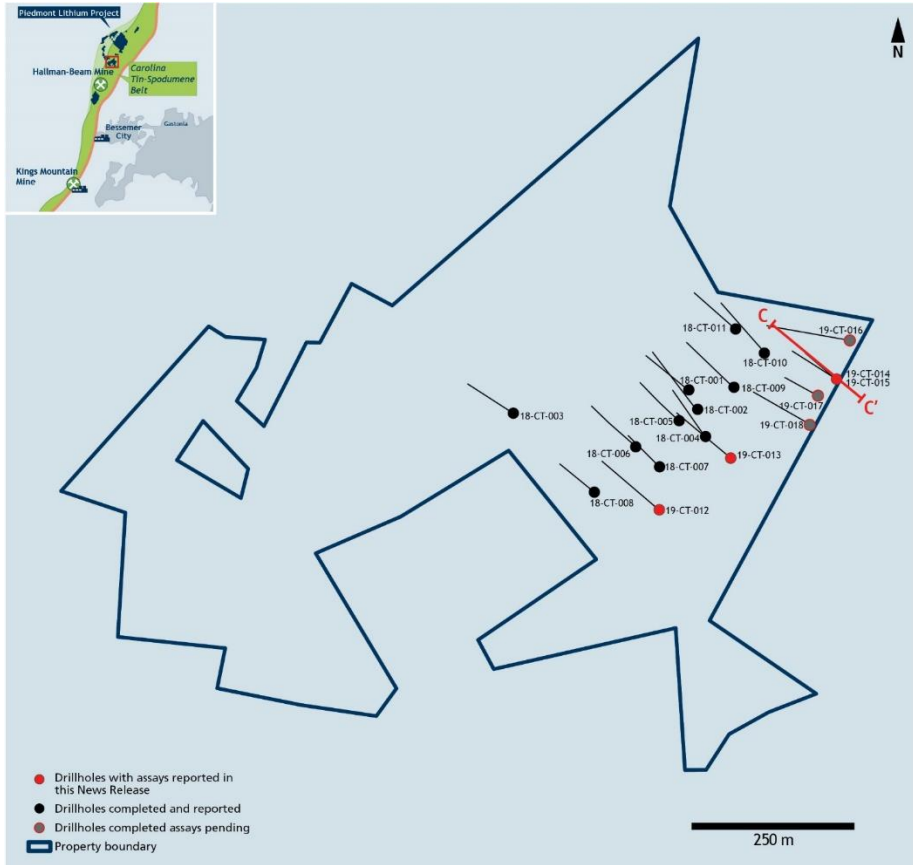 Piedmont Lithium Project
Hallman-Beam Mine
Carolina
Tin-Spodumene
Belt
Bessemer
City
Gastonia
Kings Mountain
Mine
N
18-CT-011
C
19-CT-016
18-CT-010
19-CT-014
19-CT-015
18-CT-001
18-CT-009
19-CT-017
C'
18-CT-002
18-CT-003
18-CT-005
19-CT-018
18-CT-004
18-CT-006
19-CT-013
18-CT-007
18-CT-008
19-CT-012
Drillholes with assays reported in
this News Release
Drillholes completed and reported
Drillholes completed assays pending
Property boundary
250 m